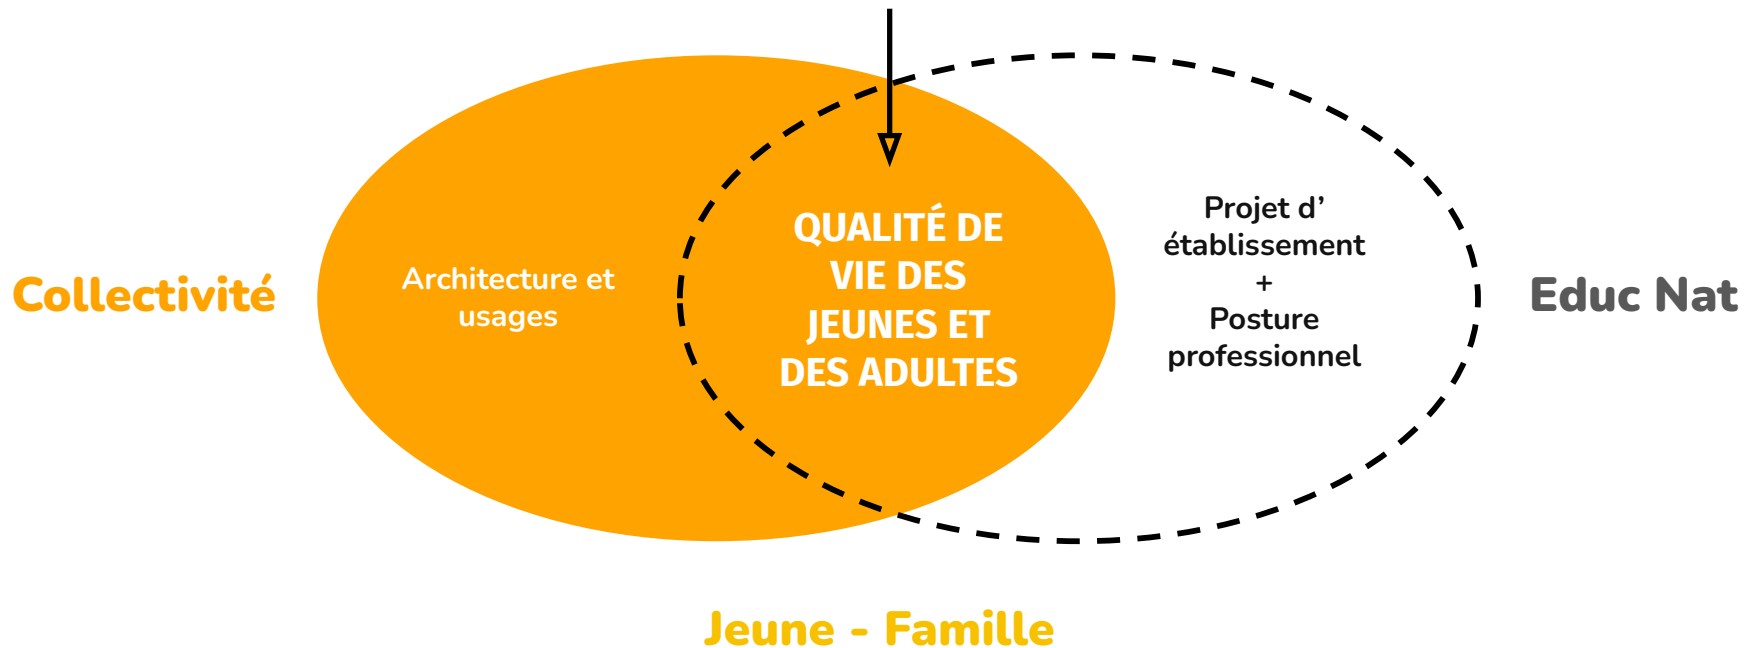 Collectivité
Architecture et
usages
QUALITÉ DE
VIE DES
JEUNES ET
DES ADULTES
Projet d’
établissement
+
Posture
professionnel
Educ Nat
Jeune - Famille